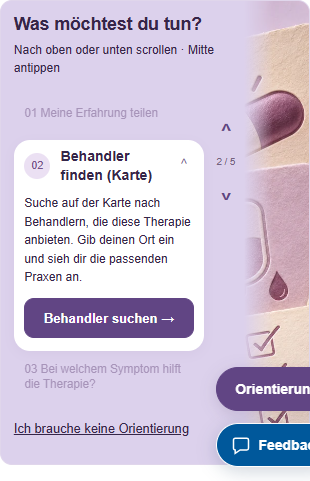 Was möchtest du tun?
Nach oben oder unten scrollen · Mitte
antippen
01 Meine Erfahrung teilen
02 Behandler
finden (Karte)
2 / 5
Suche auf der Karte nach
Behandlern, die diese Therapie
anbieten. Gib deinen Ort ein
und sieh dir die passenden
Praxen an.
Behandler suchen →
03 Bei welchem Symptom hilft
die Therapie?
Orientierun
Ich brauche keine Orientierung
Feedba